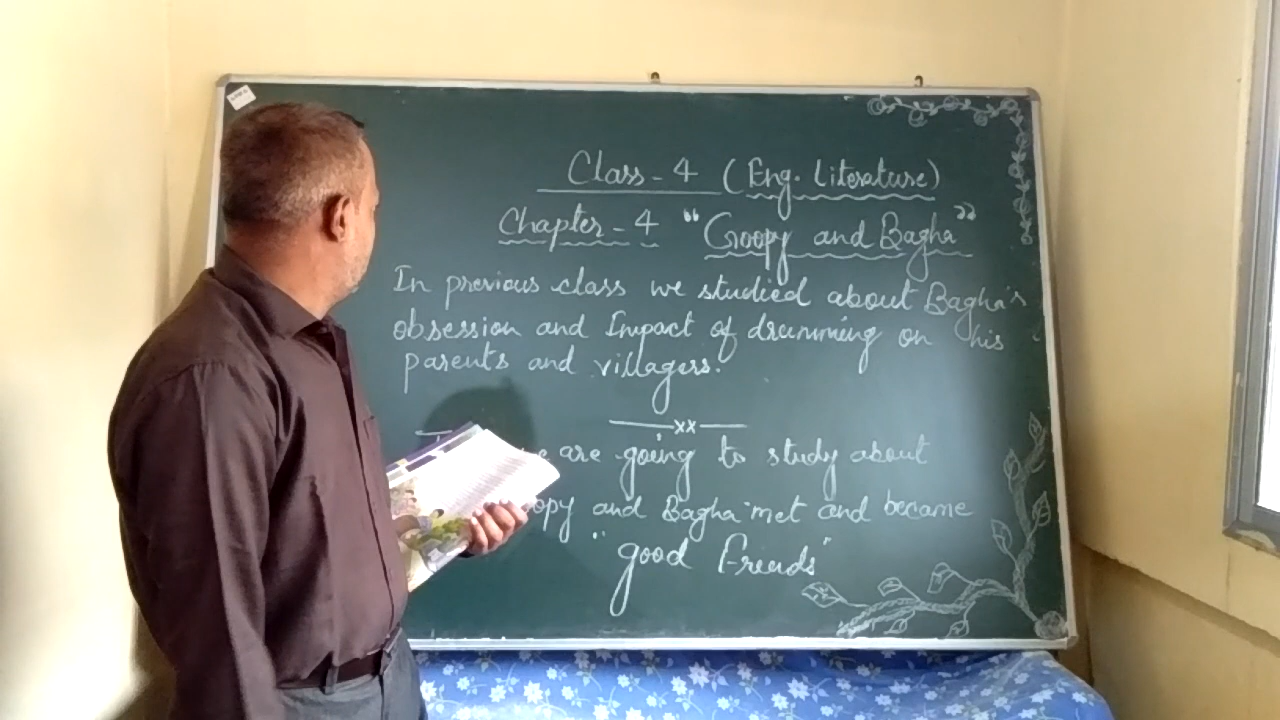 Class - 4 (Eng. Literature)
Chapter - 4 "Goopy and Bagha"
In previous class we studied about Bagha's
obsession and Impact of drumming on his
parents and villagers.
xx
are going to study about
and Bagha met and became
"good Friends"